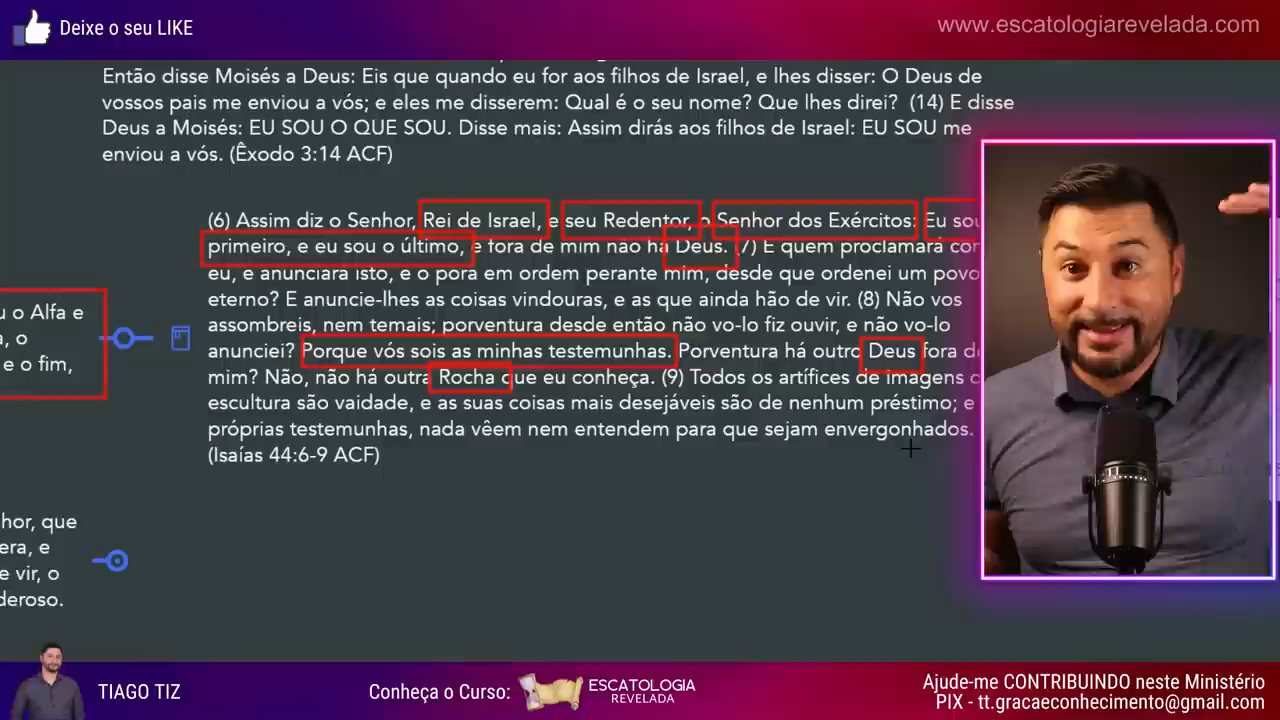 Deixe o seu LIKE
www.escatologiarevelada.com
Então disse Moisés a Deus: Eis que quando eu for aos filhos de Israel, e lhes disser: O Deus de
vossos pais me enviou a vós; e eles me disserem: Qual é o seu nome? Que lhes direi? (14) E disse
Deus a Moisés: EU SOU O QUE SOU. Disse mais: Assim dirás aos filhos de Israel: EU SOU me
enviou a vós. (Êxodo 3:14 ACF)
(6) Assim diz o Senhor, Rei de Israel, e seu Redentor, o Senhor dos Exércitos: Eu sou
primeiro, e eu sou o último, e fora de mim não há Deus. (7) E quem proclamará
eu, e anunciará isto, e o porá em ordem perante mim, desde que ordenei um povo
eterno? E anuncie-lhes as coisas vindouras, e as que ainda hão de vir. (8) Não vos
assombreis, nem temais; porventura desde então não vo-lo fiz ouvir, e não vo-lo
anunciei? Porque vós sois as minhas testemunhas. Porventura há outro Deus fora de
mim? Não, não há outra Rocha que eu conheça. (9) Todos os artífices de imagens
escultura são vaidade, e as suas coisas mais desejáveis são de nenhum préstimo; e
próprias testemunhas, nada vêem nem entendem para que sejam envergonhados.
(Isaías 44:6-9 ACF)
u o Alfa e
a, o
e o fim,
hor, que
era, e
e vir, o
deroso.
TIAGO TIZ
Conheça o Curso:
ESCATOLOGIA
REVELADA
Ajude-me CONTRIBUINDO neste Ministério
PIX - tt.gracaeconhecimento@gmail.com